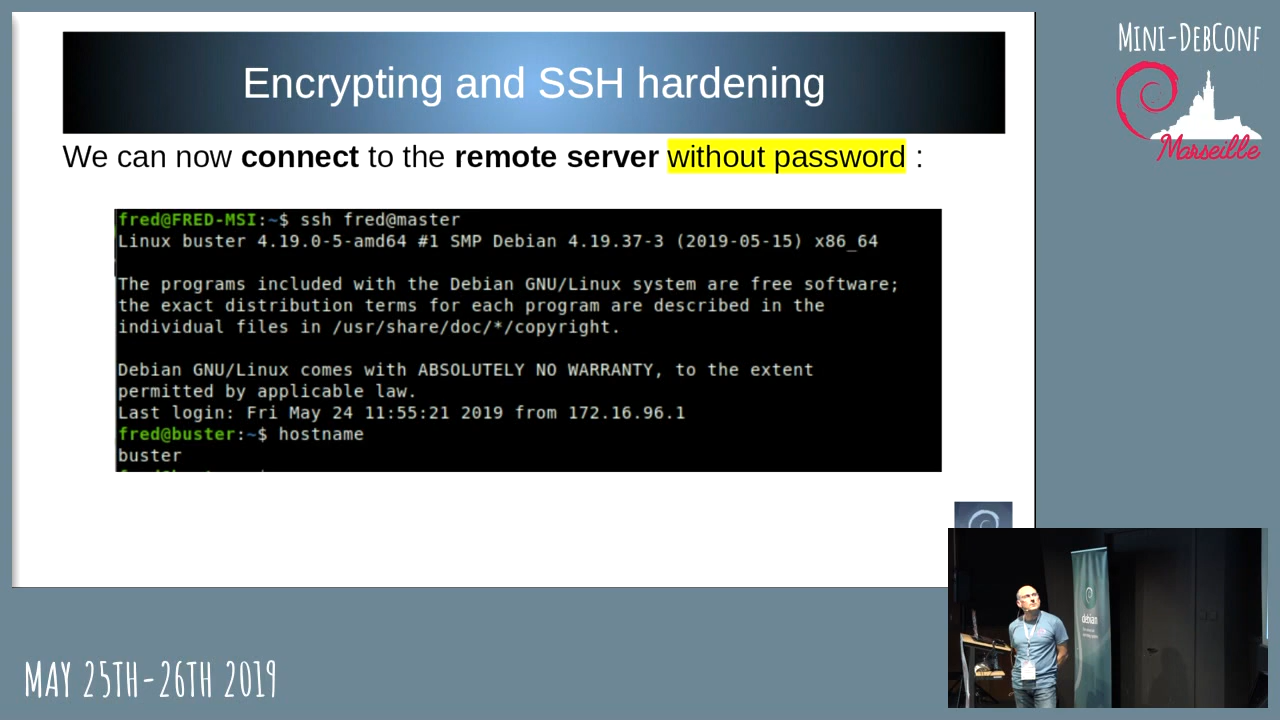 Encrypting and SSH hardening
We can now connect to the remote server without password :
fred@FRED-MSI:~$ ssh fred@master
Linux buster 4.19.0-5-amd64 #1 SMP Debian 4.19.37-3 (2019-05-15) x86_64
The programs included with the Debian GNU/Linux system are free software;
the exact distribution terms for each program are described in the
individual files in /usr/share/doc/*/copyright.
Debian GNU/Linux comes with ABSOLUTELY NO WARRANTY, to the extent
permitted by applicable law.
Last login: Fri May 24 11:55:21 2019 from 172.16.96.1
fred@buster:~$ hostname
buster
MINI-DEBCONF
Marseille
debian
MAY 25TH-26TH 2019